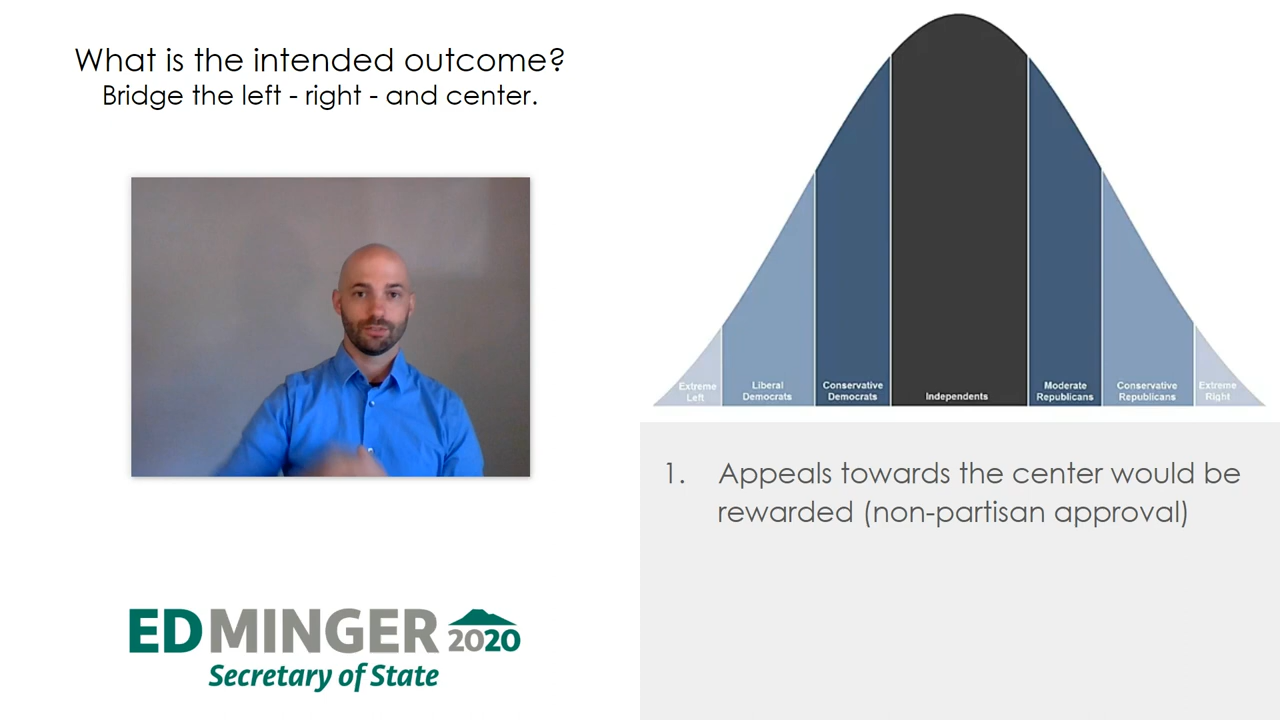 What is the intended outcome?
Bridge the left - right - and center.
Extreme
Left
Liberal
Democrats
Conservative
Democrats
Independents
Moderate
Republicans
Conservative
Republicans
Extreme
Right
1. Appeals towards the center would be
rewarded (non-partisan approval)
EDMINGER 2020
Secretary of State